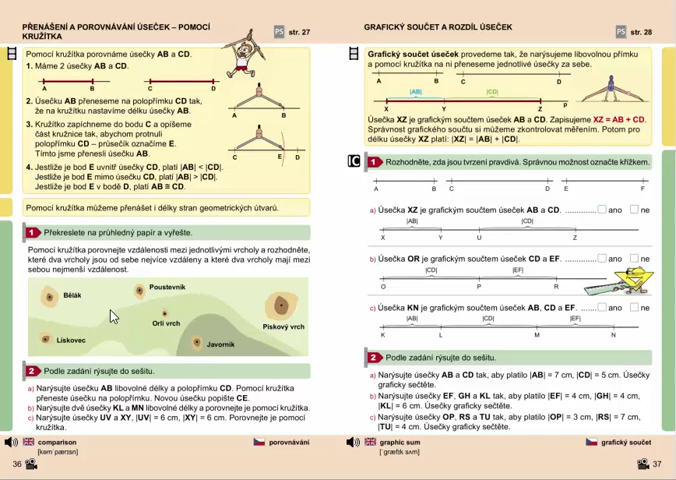 PŘENÁŠENÍ A POROVNÁVÁNÍ ÚSEČEK – POMOCÍ
KRUŽÍTKA
PS str. 27
Pomocí kružítka porovnáme úsečky AB a CD.
1. Máme 2 úsečky AB a CD.
A B C D
2. Úsečku AB přeneseme na polopřímku CD tak,
že na kružítku nastavíme délku úsečky AB.
A B
3. Kružítko zapíchneme do bodu C a opíšeme
část kružnice tak, abychom protnuli
polopřímku CD – průsečík označíme E.
Tímto jsme přenesli úsečku AB.
C E D
4. Jestliže je bod E uvnitř úsečky CD, platí |AB| < |CD|.
Jestliže je bod E mimo úsečku CD, platí |AB| > |CD|.
Jestliže je bod E v bodě D, platí AB ≅ CD.
Pomocí kružítka můžeme přenášet i délky stran geometrických útvarů.
1 Překreslete na průhledný papír a vyřešte.
Pomocí kružítka porovnejte vzdálenosti mezi jednotlivými vrcholy a rozhodněte,
které dva vrcholy jsou od sebe nejvíce vzdáleny a které dva vrcholy mají mezi
sebou nejmenší vzdálenost.
Bělák
Poustevník
Orlí vrch
Pískový vrch
Lískovec
Javorník
2 Podle zadání rýsujte do sešitu.
a) Narýsujte úsečku AB libovolné délky a polopřímku CD. Pomocí kružítka
přeneste úsečku na polopřímku. Novou úsečku popište CE.
b) Narýsujte dvě úsečky KL a MN libovolné délky a porovnejte je pomocí kružítka.
c) Narýsujte úsečky UV a XY, |UV| = 6 cm, |XY| = 6 cm. Porovnejte je pomocí
kružítka.
comparison
porovnávání
36
GRAFICKÝ SOUČET A ROZDÍL ÚSEČEK
PS str. 28
Grafický součet úseček provedeme tak, že narýsujeme libovolnou přímku
a pomocí kružítka na ni přeneseme jednotlivé úsečky za sebe.
A B C D
|AB| |CD|
X Y Z p
Úsečka XZ je grafickým součtem úseček AB a CD. Zapisujeme XZ = AB + CD.
Správnost grafického součtu si můžeme zkontrolovat měřením. Potom pro
délku úsečky XZ platí: |XZ| = |AB| + |CD|.
1 Rozhodněte, zda jsou tvrzení pravdivá. Správnou možnost označte křížkem.
A B C D E F
a) Úsečka XZ je grafickým součtem úseček AB a CD. .............. ano ne
|AB| |CD|
X Y U Z
b) Úsečka OR je grafickým součtem úseček CD a EF. .............. ano ne
|CD| |EF|
O P R
c) Úsečka KN je grafickým součtem úseček AB, CD a EF. ....... ano ne
|AB| |CD| |EF|
K L M N
2 Podle zadání rýsujte do sešitu.
a) Narýsujte úsečky AB a CD tak, aby platilo |AB| = 7 cm, |CD| = 5 cm. Úsečky
graficky sečtěte.
b) Narýsujte úsečky EF, GH a KL tak, aby platilo |EF| = 4 cm, |GH| = 4 cm,
|KL| = 6 cm. Úsečky graficky sečtěte.
c) Narýsujte úsečky OP, RS a TU tak, aby platilo |OP| = 3 cm, |RS| = 7 cm,
|TU| = 4 cm. Úsečky graficky sečtěte.
graphic sum
grafický součet
37